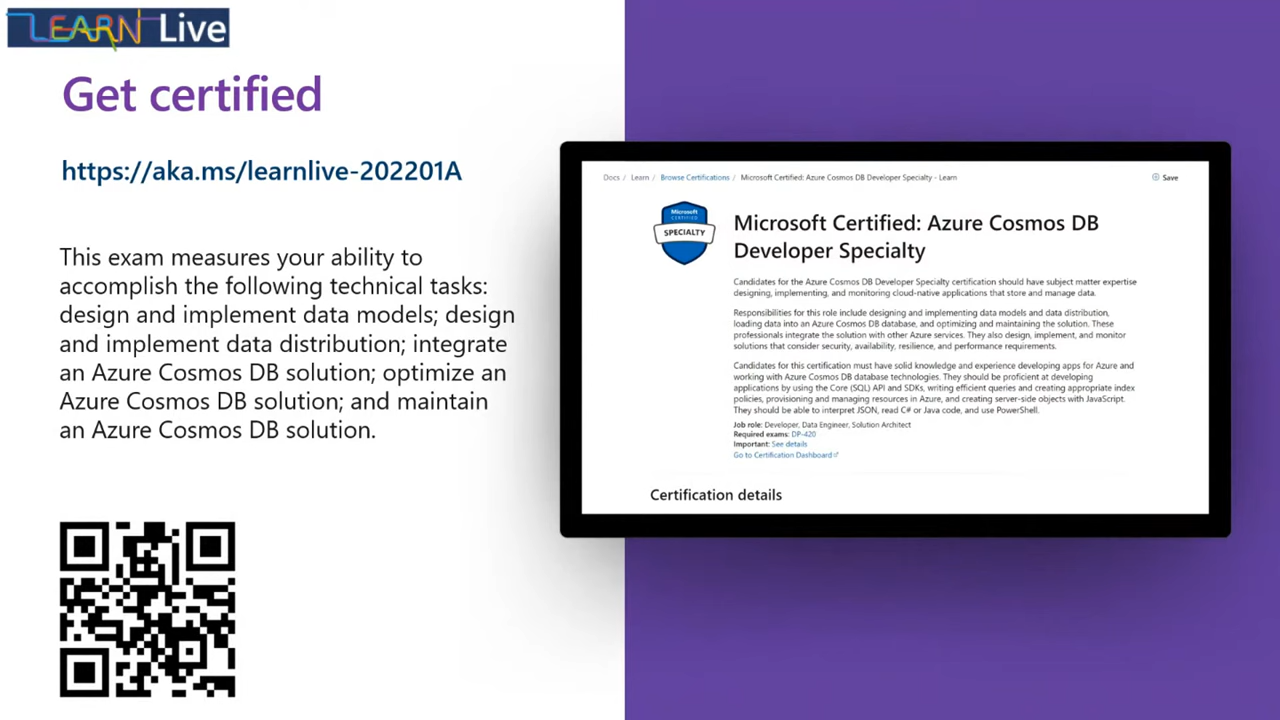 LEARN Live
Get certified
https://aka.ms/learnlive-202201A
This exam measures your ability to
accomplish the following technical tasks:
design and implement data models; design
and implement data distribution; integrate
an Azure Cosmos DB solution; optimize an
Azure Cosmos DB solution; and maintain
an Azure Cosmos DB solution.
Docs / Learn / Browse Certifications / Microsoft Certified: Azure Cosmos DB Developer Specialty - Learn
Save
Microsoft
CERTIFIED
SPECIALTY
Microsoft Certified: Azure Cosmos DB
Developer Specialty
Candidates for the Azure Cosmos DB Developer Specialty certification should have subject matter expertise
designing, implementing, and monitoring cloud-native applications that store and manage data.
Responsibilities for this role include designing and implementing data models and data distribution,
loading data into an Azure Cosmos DB database, and optimizing and maintaining the solution. These
professionals integrate the solution with other Azure services. They also design, implement, and monitor
solutions that consider security, availability, resilience, and performance requirements.
Candidates for this certification must have solid knowledge and experience developing apps for Azure and
working with Azure Cosmos DB database technologies. They should be proficient at developing
applications by using the Core (SQL) API and SDKs, writing efficient queries and creating appropriate index
policies, provisioning and managing resources in Azure, and creating server-side objects with JavaScript.
They should be able to interpret JSON, read C# or Java code, and use PowerShell.
Job role: Developer, Data Engineer, Solution Architect
Required exams: DP-420
Important: See details
Go to Certification Dashboard
Certification details